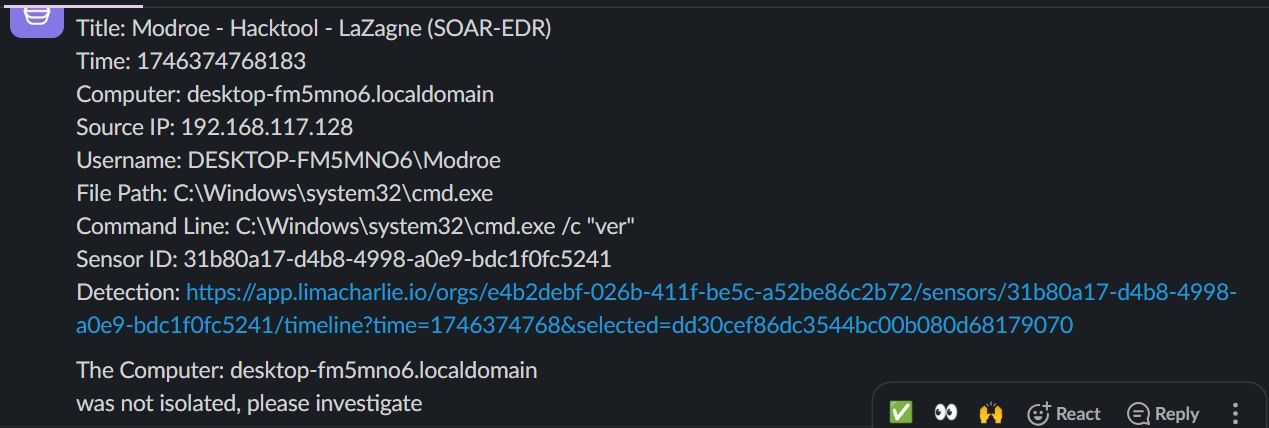 Title: Modroe - Hacktool - LaZagne (SOAR-EDR)
Time: 1746374768183
Computer: desktop-fm5mno6.localdomain
Source IP: 192.168.117.128
Username: DESKTOP-FM5MNO6\Modroe
File Path: C:\Windows\system32\cmd.exe
Command Line: C:\Windows\system32\cmd.exe /c "ver"
Sensor ID: 31b80a17-d4b8-4998-a0e9-bdc1f0fc5241
Detection: https://app.limacharlie.io/orgs/e4b2debf-026b-411f-be5c-a52be86c2b72/sensors/31b80a17-d4b8-4998-
a0e9-bdc1f0fc5241/timeline?time=1746374768&selected=dd30cef86dc3544bc00b080d68179070
The Computer: desktop-fm5mno6.localdomain
was not isolated, please investigate
React Reply